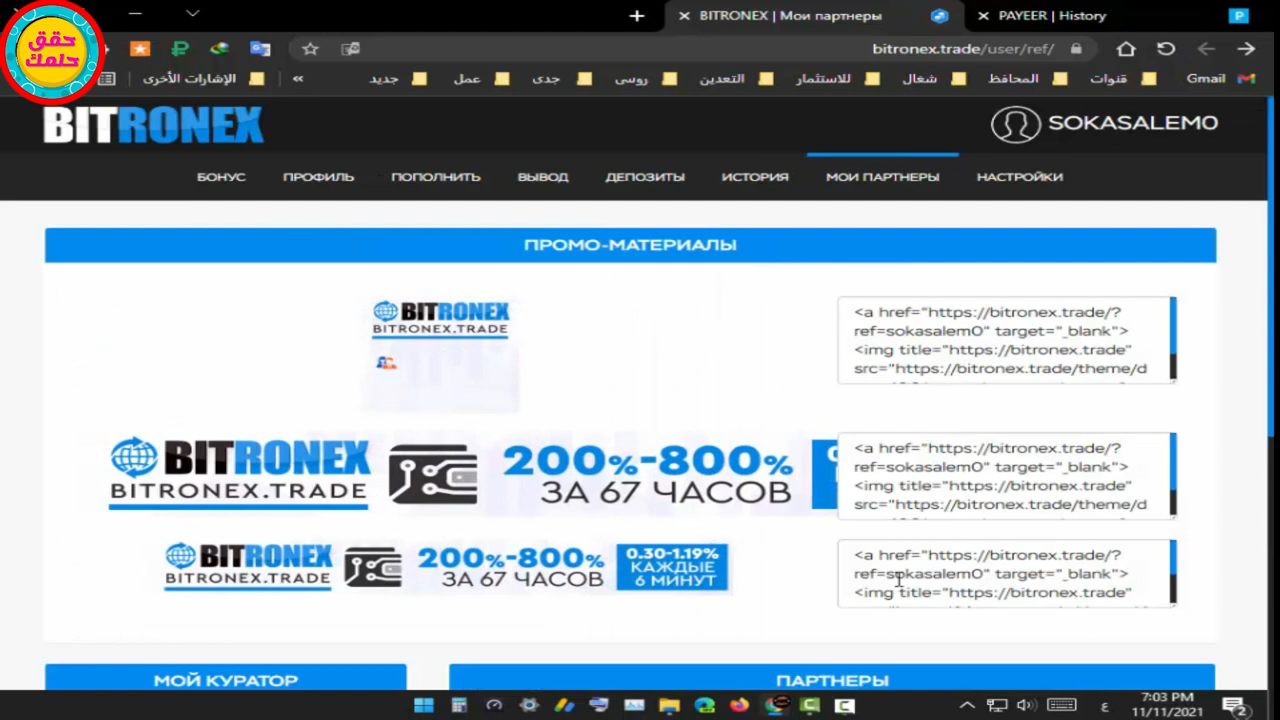 حقق
حلمك
BITRONEX | Мои партнеры
PAYEER | History
P
bitronex.trade/user/ref/
الإشارات الأخرى
»
جديد
عمل
جدى
روسى
التعدين
للاستثمار
شغال
المحافظ
قنوات
Gmail
BITRONEX
SOKASALEM0
БОНУС
ПРОФИЛЬ
ПОПОЛНИТЬ
ВЫВОД
ДЕПОЗИТЫ
ИСТОРИЯ
МОИ ПАРТНЕРЫ
НАСТРОЙКИ
ПРОМО-МАТЕРИАЛЫ
BITRONEX
BITRONEX.TRADE
<a href="https://bitronex.trade/?
ref=sokasalem0" target="_blank">
<img title="https://bitronex.trade"
src="https://bitronex.trade/theme/d
BITRONEX
BITRONEX.TRADE
200%-800%
ЗА 67 ЧАСОВ
<a href="https://bitronex.trade/?
ref=sokasalem0" target="_blank">
<img title="https://bitronex.trade"
src="https://bitronex.trade/theme/d
BITRONEX
BITRONEX.TRADE
200%-800%
ЗА 67 ЧАСОВ
0.30-1.19%
КАЖДЫЕ
6 МИНУТ
<a href="https://bitronex.trade/?
ref=sokasalem0" target="_blank">
<img title="https://bitronex.trade"
МОЙ КУРАТОР
ПАРТНЕРЫ
ع
7:03 PM
11/11/2021
2